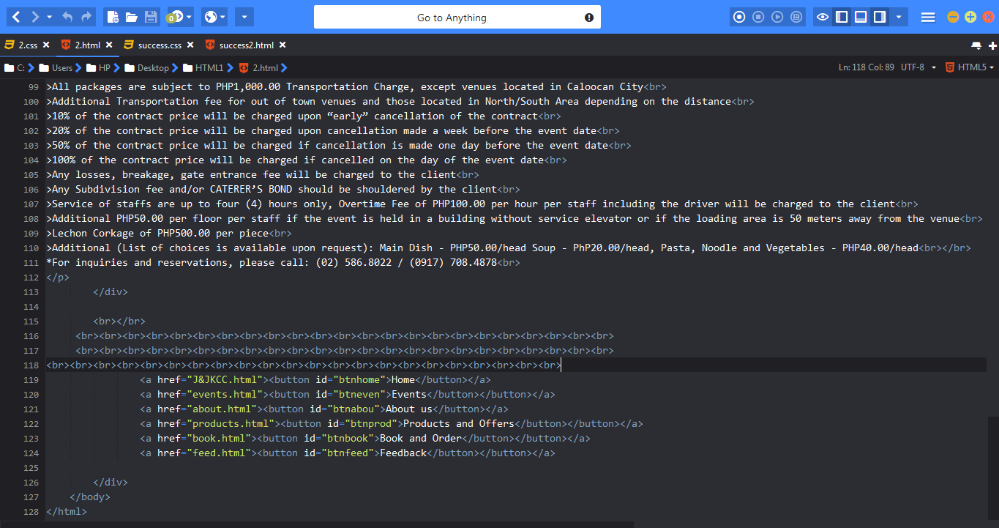 Go to Anything
0
2.css
2.html
success.css
success2.html
C: Users HP Desktop HTML1 2.html Ln: 118 Col: 89 UTF-8 HTML5
99 >All packages are subject to PHP1,000.00 Transportation Charge, except venues located in Caloocan City<br>
100 >Additional Transportation fee for out of town venues and those located in North/South Area depending on the distance<br>
101 >10% of the contract price will be charged upon “early” cancellation of the contract<br>
102 >20% of the contract price will be charged upon cancellation made a week before the event date<br>
103 >50% of the contract price will be charged if cancellation is made one day before the event date<br>
104 >100% of the contract price will be charged if cancelled on the day of the event date<br>
105 >Any losses, breakage, gate entrance fee will be charged to the client<br>
106 >Any Subdivision fee and/or CATERER’S BOND should be shouldered by the client<br>
107 >Service of staffs are up to four (4) hours only, Overtime Fee of PHP100.00 per hour per staff including the driver will be charged to the client<br>
108 >Additional PHP50.00 per floor per staff if the event is held in a building without service elevator or if the loading area is 50 meters away from the venue<br>
109 >Lechon Corkage of PHP500.00 per piece<br>
110 >Additional (List of choices is available upon request): Main Dish - PHP50.00/head Soup - PhP20.00/head, Pasta, Noodle and Vegetables - PHP40.00/head<br></br>
111 *For inquiries and reservations, please call: (02) 586.8022 / (0917) 708.4878<br>
112 </p>
113 </div>
114
115 <br></br>
116 <br><br><br><br><br><br><br><br><br><br><br><br><br><br><br><br><br><br><br><br><br><br><br>
117 <br><br><br><br><br><br><br><br><br><br><br><br><br><br><br><br><br><br><br><br><br><br><br>
118 <br><br><br><br><br><br><br><br><br><br><br><br><br><br><br><br><br><br><br><br><br><br>
119 <a href="J&JKCC.html"><button id="btnhome">Home</button></a>
120 <a href="events.html"><button id="btneven">Events</button></button></a>
121 <a href="about.html"><button id="btnabou">About us</button></a>
122 <a href="products.html"><button id="btnprod">Products and Offers</button></button></a>
123 <a href="book.html"><button id="btnbook">Book and Order</button></button></a>
124 <a href="feed.html"><button id="btnfeed">Feedback</button></button></a>
125
126 </div>
127 </body>
128 </html>